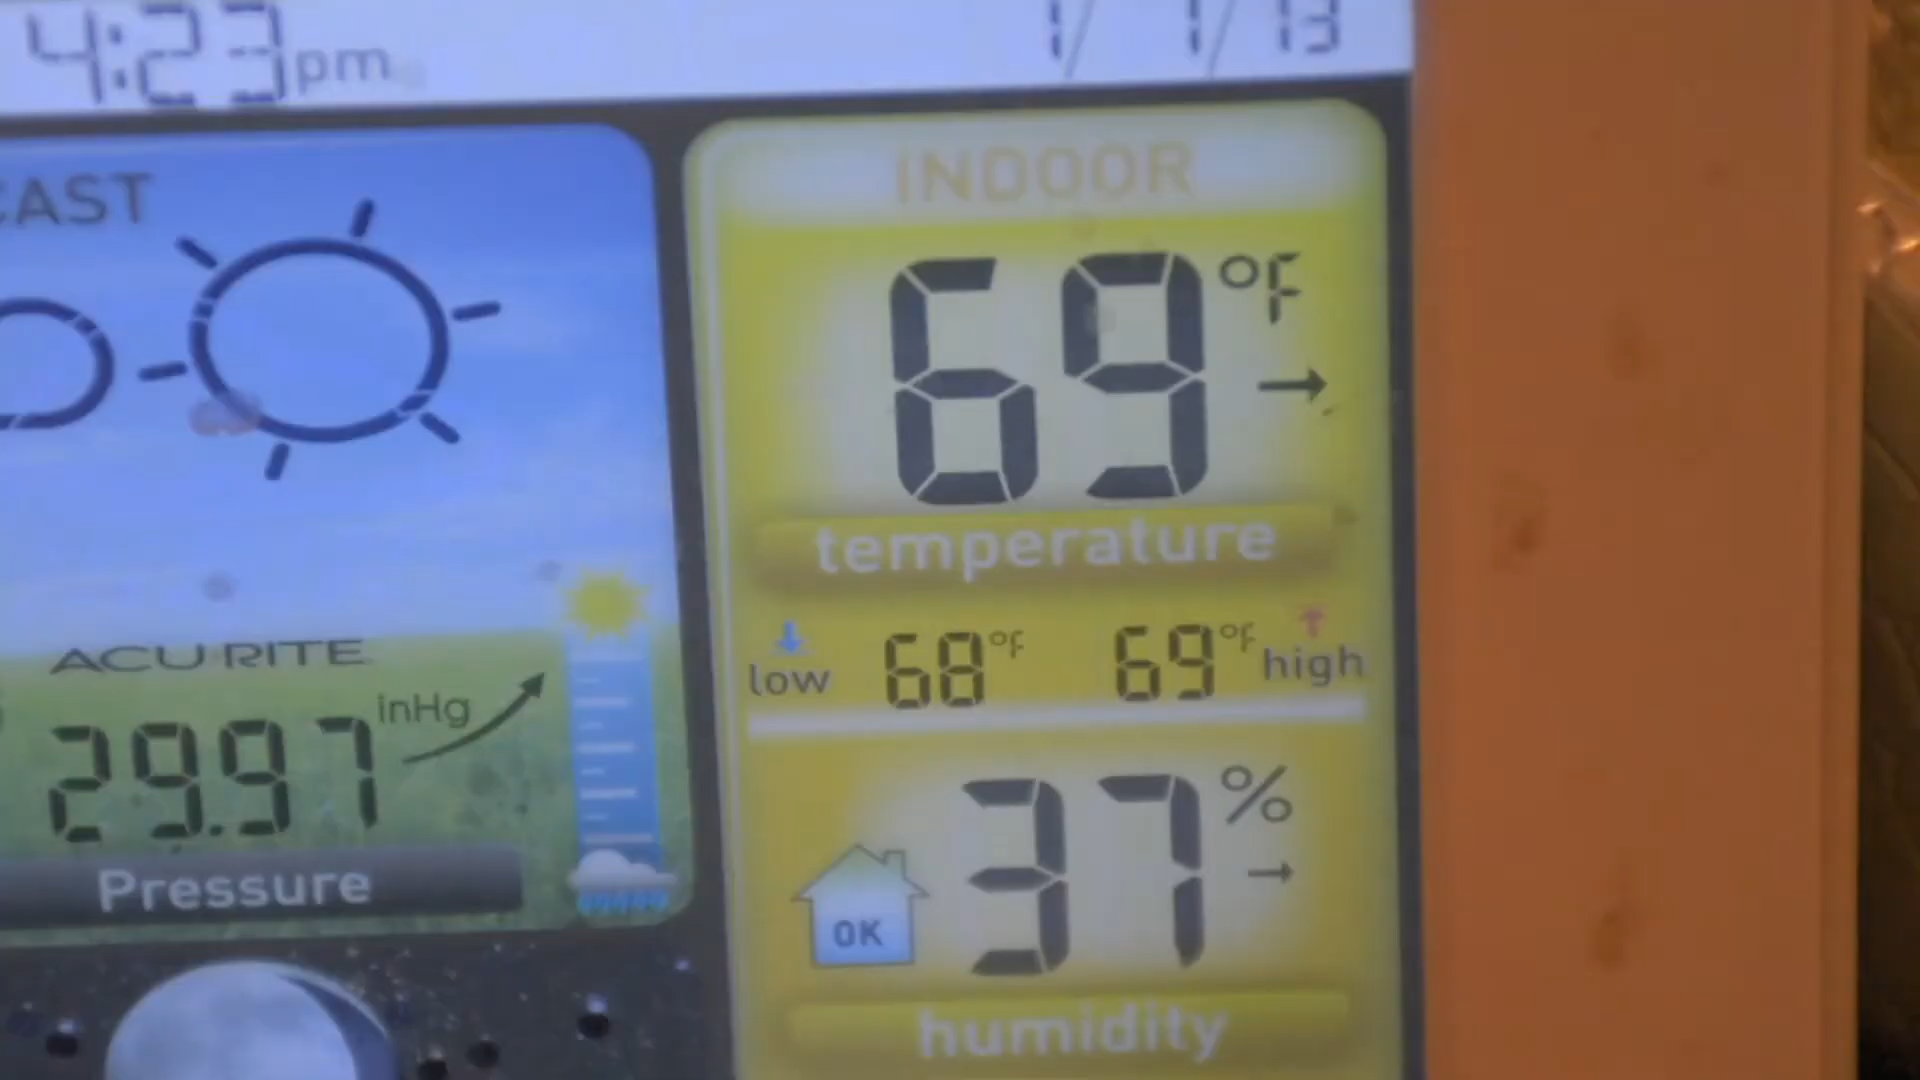 4:23pm 1/ 1/ 13
CAST
INDOOR
69°F
temperature
low 68°F 69°F high
ACU RITE
29.97 inHg
Pressure
37%
OK
humidity